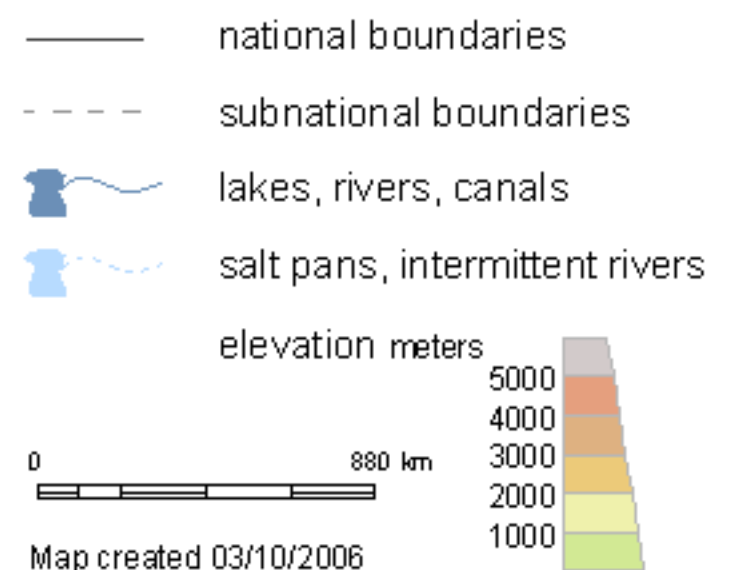 national boundaries
subnational boundaries
lakes, rivers, canals
salt pans, intermittent rivers
elevation meters
5000
4000
3000
2000
1000
0 880 km
Map created 03/10/2006